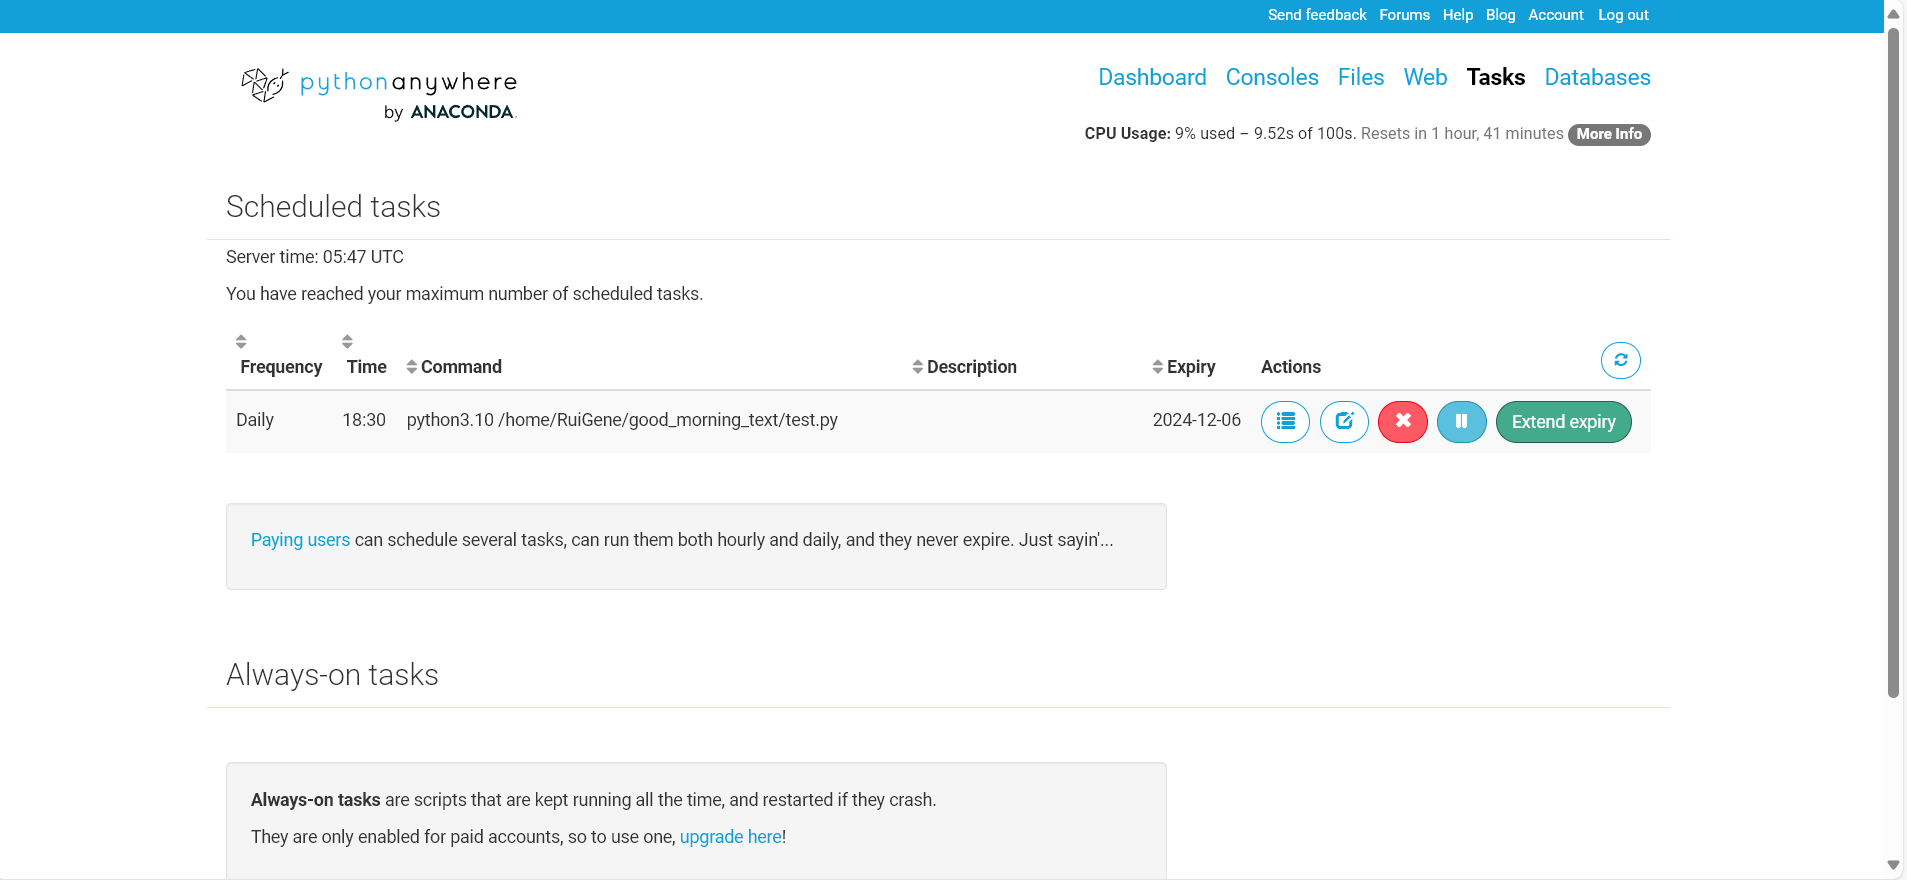 Send feedback Forums Help Blog Account Log out
pythonanywhere
by ANACONDA
Dashboard Consoles Files Web Tasks Databases
CPU Usage: 9% used – 9.52s of 100s. Resets in 1 hour, 41 minutes More Info
Scheduled tasks
Server time: 05:47 UTC
You have reached your maximum number of scheduled tasks.
Frequency Time Command Description Expiry Actions
Daily 18:30 python3.10 /home/RuiGene/good_morning_text/test.py 2024-12-06 Extend expiry
Paying users can schedule several tasks, can run them both hourly and daily, and they never expire. Just sayin'...
Always-on tasks
Always-on tasks are scripts that are kept running all the time, and restarted if they crash.
They are only enabled for paid accounts, so to use one, upgrade here!